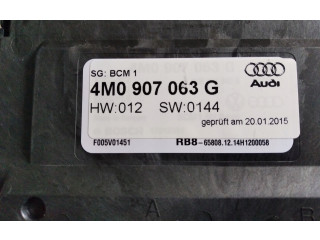 SG: BCM 1
4M0 907 063 G
Audi
HW:012 SW:0144
geprüft am 20.01.2015
F005V01451
RB8-65808.12.14H1200058
A